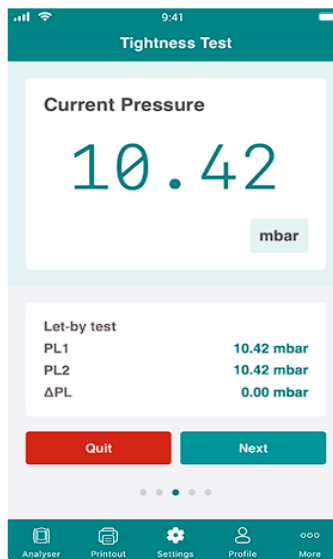 9:41
Tightness Test
Current Pressure
10.42
mbar
Let-by test
PL1 10.42 mbar
PL2 10.42 mbar
ΔPL 0.00 mbar
Quit Next
Analyser Printout Settings Profile More